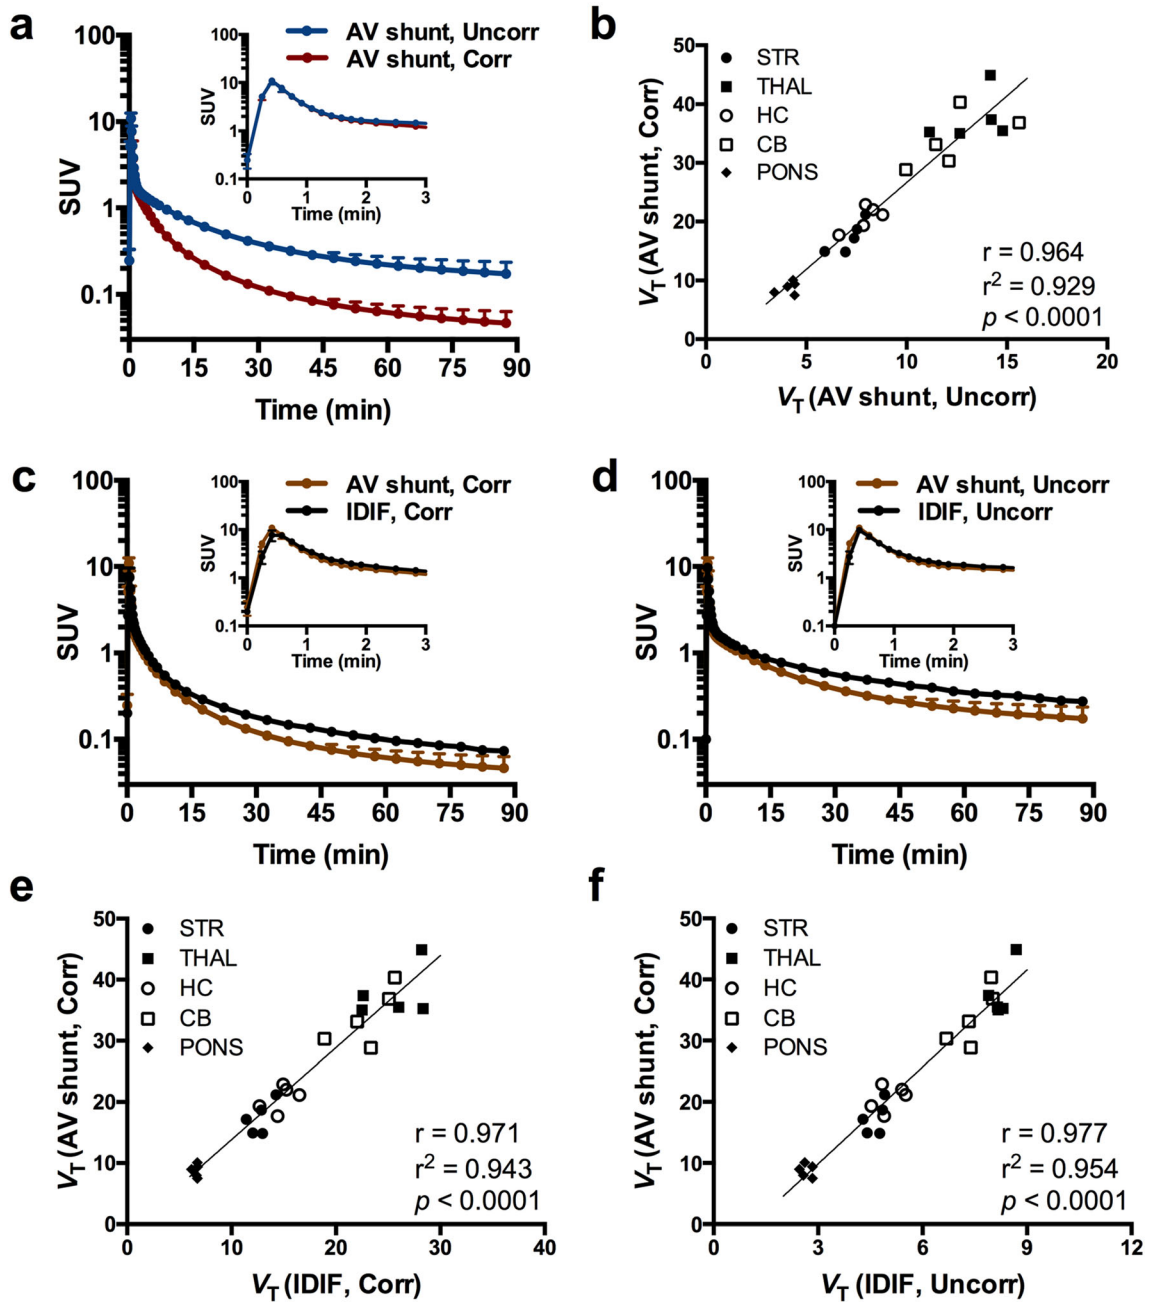 a
AV shunt, Uncorr
AV shunt, Corr
100
10
1
0.1
SUV
0
15
30
45
60
75
90
Time (min)
100
10
1
0.1
SUV
0
1
2
3
Time (min)
b
STR
THAL
HC
CB
PONS
50
40
30
20
10
0
VT (AV shunt, Corr)
r = 0.964
r2 = 0.929
p < 0.0001
0
5
10
15
20
VT (AV shunt, Uncorr)
c
AV shunt, Corr
IDIF, Corr
100
10
1
0.1
SUV
0
15
30
45
60
75
90
Time (min)
100
10
1
0.1
SUV
0
1
2
3
Time (min)
d
AV shunt, Uncorr
IDIF, Uncorr
100
10
1
0.1
SUV
0
15
30
45
60
75
90
Time (min)
100
10
1
0.1
SUV
0
1
2
3
Time (min)
e
STR
THAL
HC
CB
PONS
50
40
30
20
10
0
VT (AV shunt, Corr)
r = 0.971
r2 = 0.943
p < 0.0001
0
10
20
30
40
VT (IDIF, Corr)
f
STR
THAL
HC
CB
PONS
50
40
30
20
10
0
VT (AV shunt, Corr)
r = 0.977
r2 = 0.954
p < 0.0001
0
3
6
9
12
VT (IDIF, Uncorr)